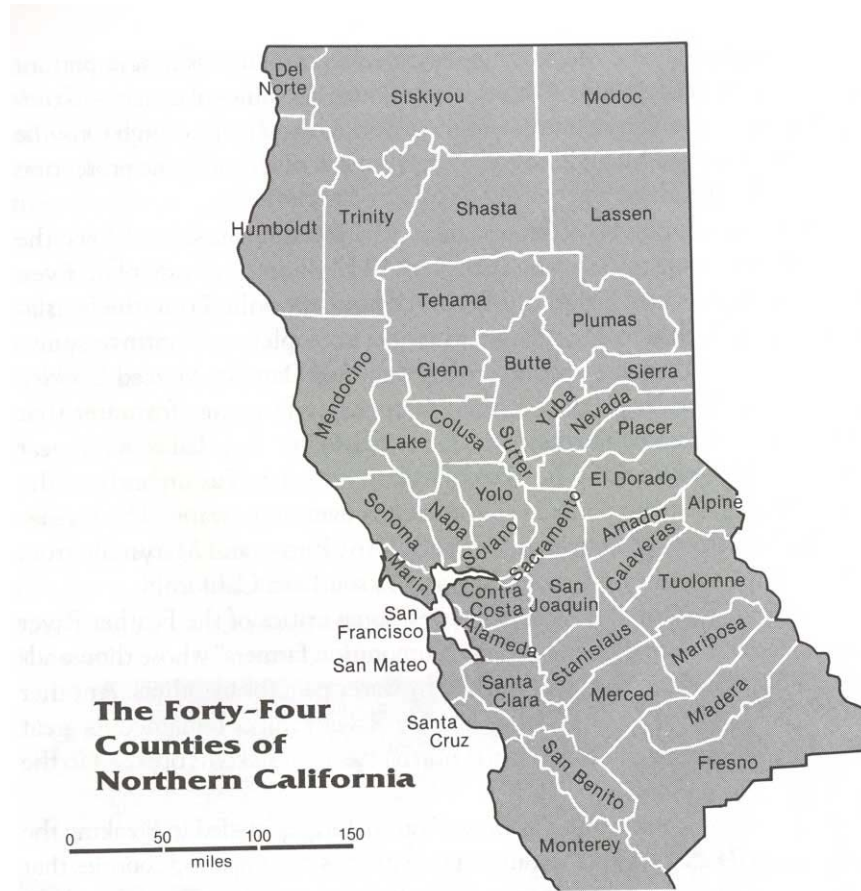 Del
Norte
Siskiyou
Modoc
Humboldt
Trinity
Shasta
Lassen
Tehama
Plumas
Mendocino
Glenn
Butte
Sierra
Yuba
Nevada
Placer
Lake
Colusa
Sutter
El Dorado
Sonoma
Napa
Yolo
Solano
Sacramento
Alpine
Amador
Calaveras
Marin
Contra
Costa
San
Joaquin
Tuolomne
San
Francisco
Alameda
Stanislaus
Mariposa
San Mateo
Santa
Clara
Merced
Madera
Santa
Cruz
San Benito
Fresno
Monterey
The Forty-Four
Counties of
Northern California
0 50 100 150
miles